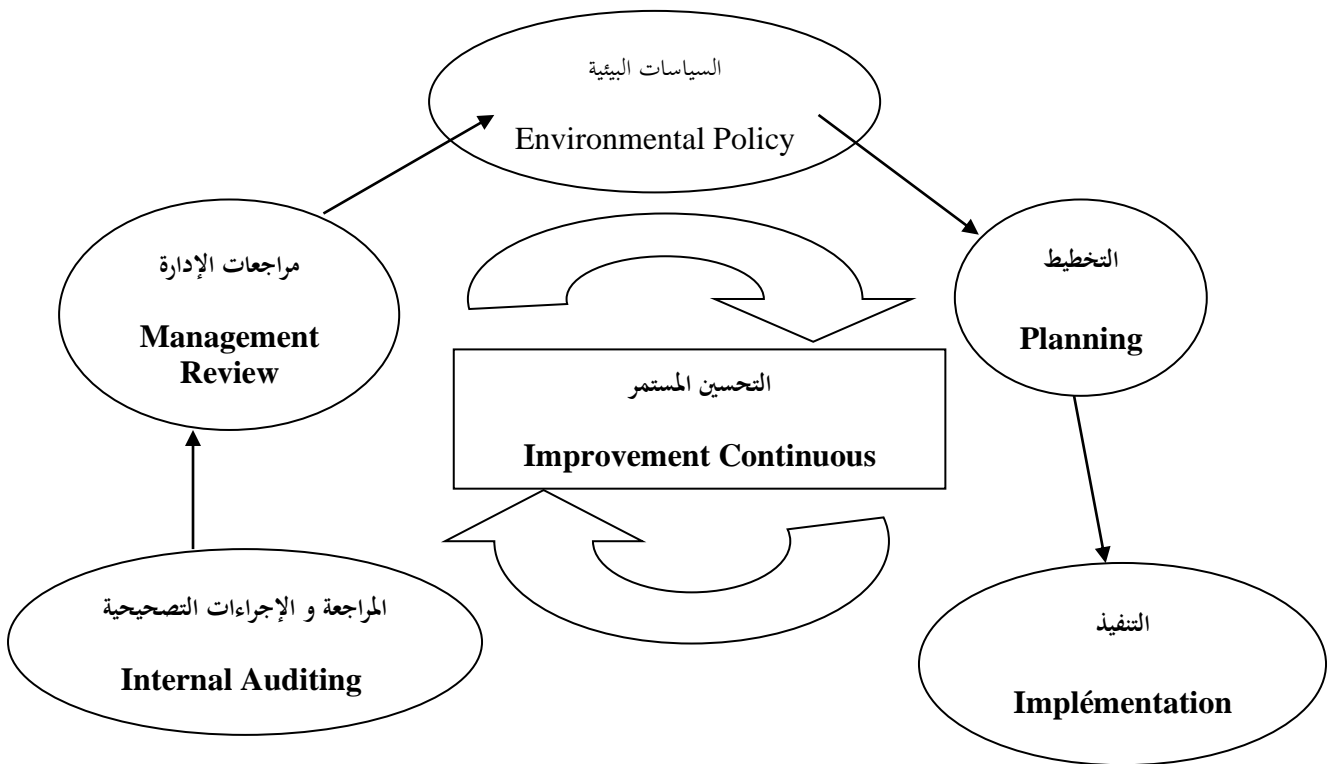 السياسات البيئية
Environmental Policy
مراجعات الإدارة
Management
Review
التخطيط
Planning
التحسين المستمر
Improvement Continuous
المراجعة و الإجراءات التصحيحية
Internal Auditing
التنفيذ
Implémentation